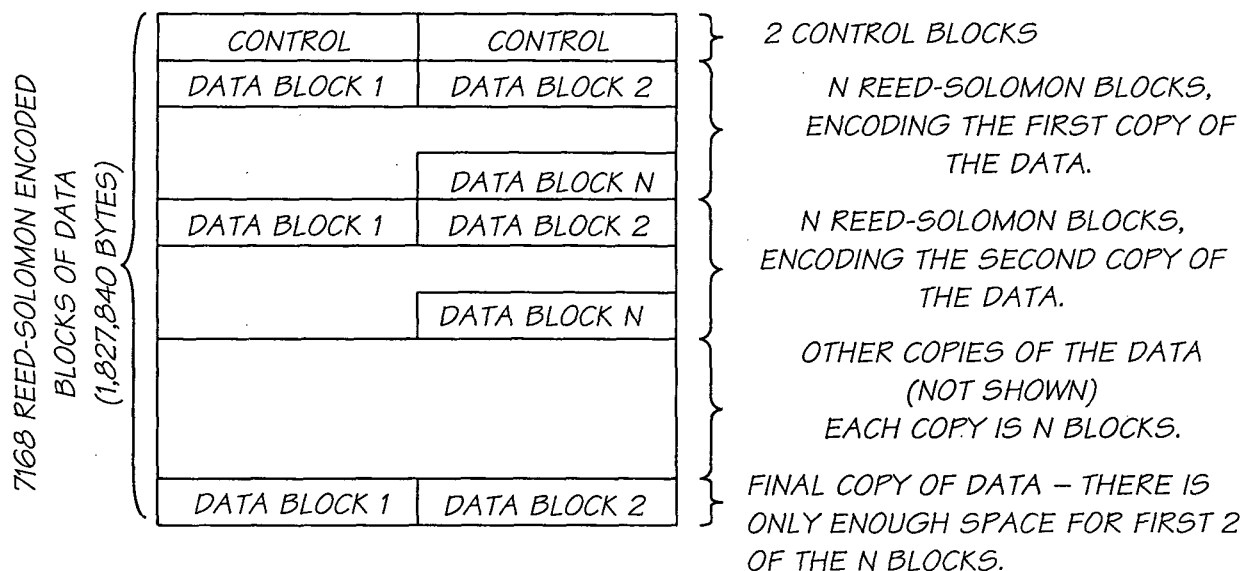 7168 REED-SOLOMON ENCODED
BLOCKS OF DATA
(1,827,840 BYTES)
CONTROL CONTROL
2 CONTROL BLOCKS
DATA BLOCK 1 DATA BLOCK 2
DATA BLOCK N
N REED-SOLOMON BLOCKS,
ENCODING THE FIRST COPY OF
THE DATA.
DATA BLOCK 1 DATA BLOCK 2
DATA BLOCK N
N REED-SOLOMON BLOCKS,
ENCODING THE SECOND COPY OF
THE DATA.
OTHER COPIES OF THE DATA
(NOT SHOWN)
EACH COPY IS N BLOCKS.
DATA BLOCK 1 DATA BLOCK 2
FINAL COPY OF DATA – THERE IS
ONLY ENOUGH SPACE FOR FIRST 2
OF THE N BLOCKS.